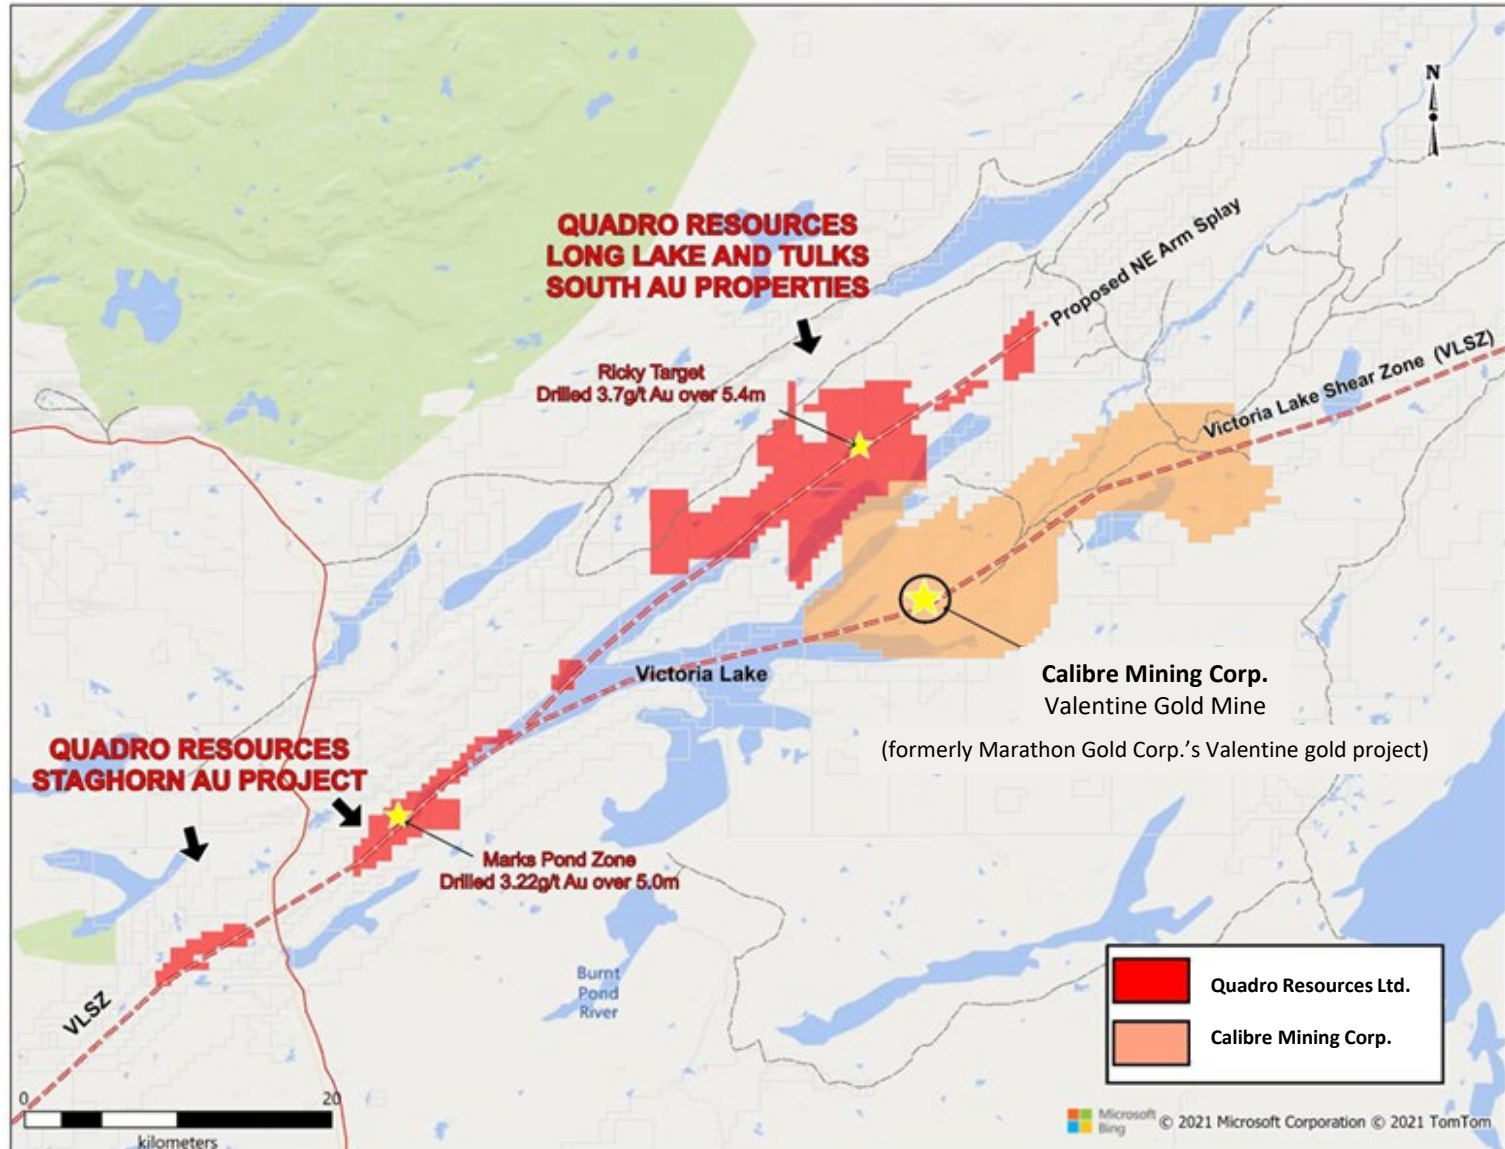 N
QUADRO RESOURCES
LONG LAKE AND TULKS
SOUTH AU PROPERTIES
Proposed NE Arm Splay
Ricky Target
Drilled 3.7g/t Au over 5.4m
Victoria Lake Shear Zone (VLSZ)
Victoria Lake
Calibre Mining Corp.
Valentine Gold Mine
(formerly Marathon Gold Corp.’s Valentine gold project)
QUADRO RESOURCES
STAGHORN AU PROJECT
Marks Pond Zone
Drilled 3.22g/t Au over 5.0m
Burnt
Pond
River
VLSZ
Quadro Resources Ltd.
Calibre Mining Corp.
0 20
kilometers
Microsoft
Bing
© 2021 Microsoft Corporation © 2021 TomTom